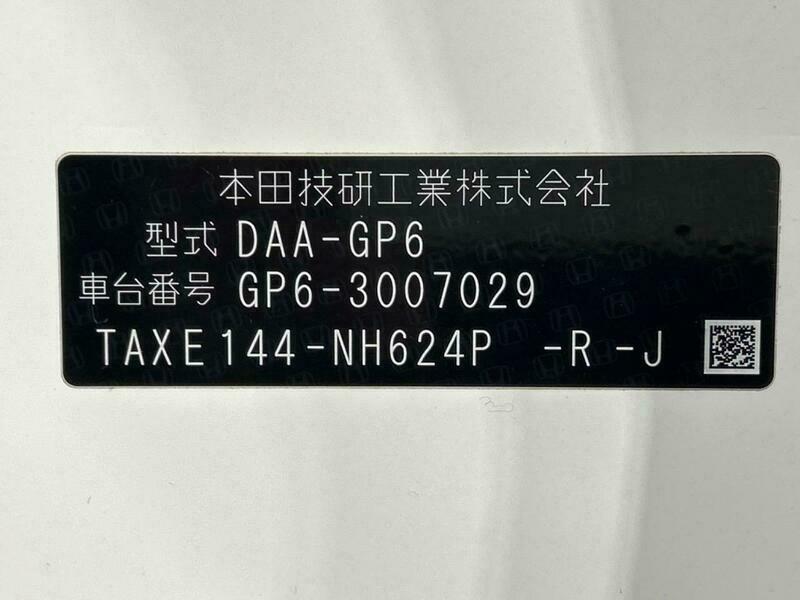 本田技研工業株式会社
型式 DAA-GP6
車台番号 GP6-3007029
TAXE144-NH624P -R-J